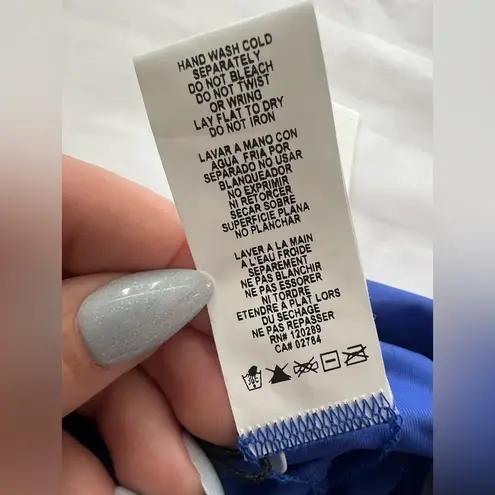 HAND WASH COLD
SEPARATELY
DO NOT BLEACH
DO NOT TWIST
OR WRING
LAY FLAT TO DRY
DO NOT IRON
LAVAR A MANO CON
AGUA FRIA POR
SEPARADO NO USAR
BLANQUEADOR
NO EXPRIMIR
NI RETORCER
SECAR SOBRE
SUPERFICIE PLANA
NO PLANCHAR
LAVER A LA MAIN
A L'EAU FROIDE
SEPAREMENT
NE PAS BLANCHIR
NE PAS ESSORER
NI TORDRE
ETENDRE A PLAT LORS
DU SECHAGE
NE PAS REPASSER
RN# 120289
CA# 02784